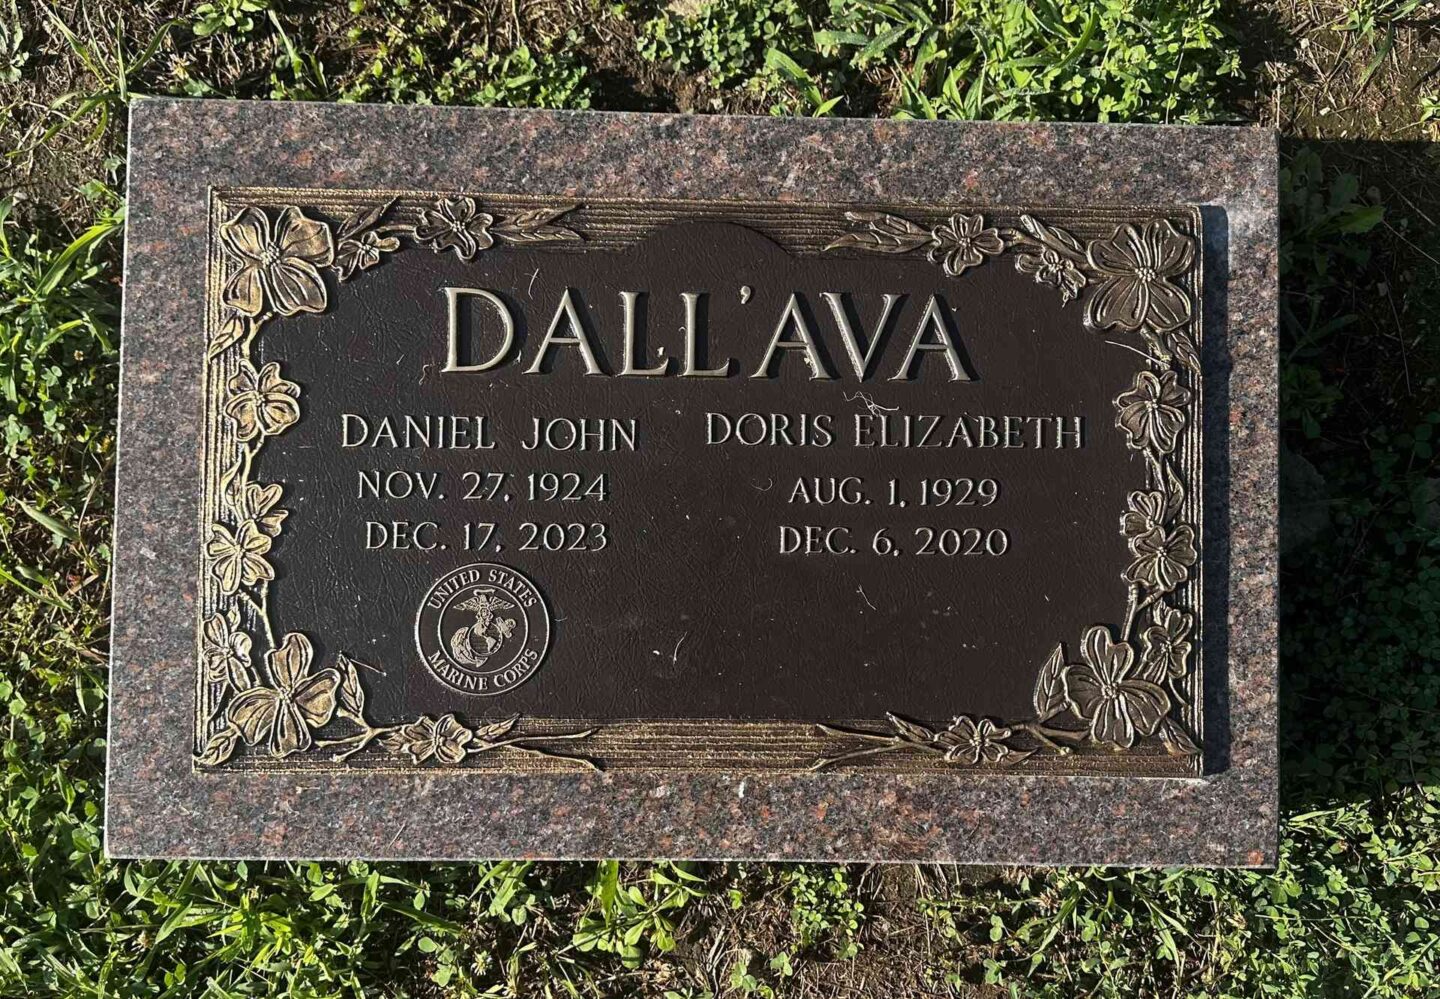 DALL'AVA
DANIEL JOHN
NOV. 27, 1924
DEC. 17, 2023
UNITED STATES
MARINE CORPS
DORIS ELIZABETH
AUG. 1, 1929
DEC. 6, 2020